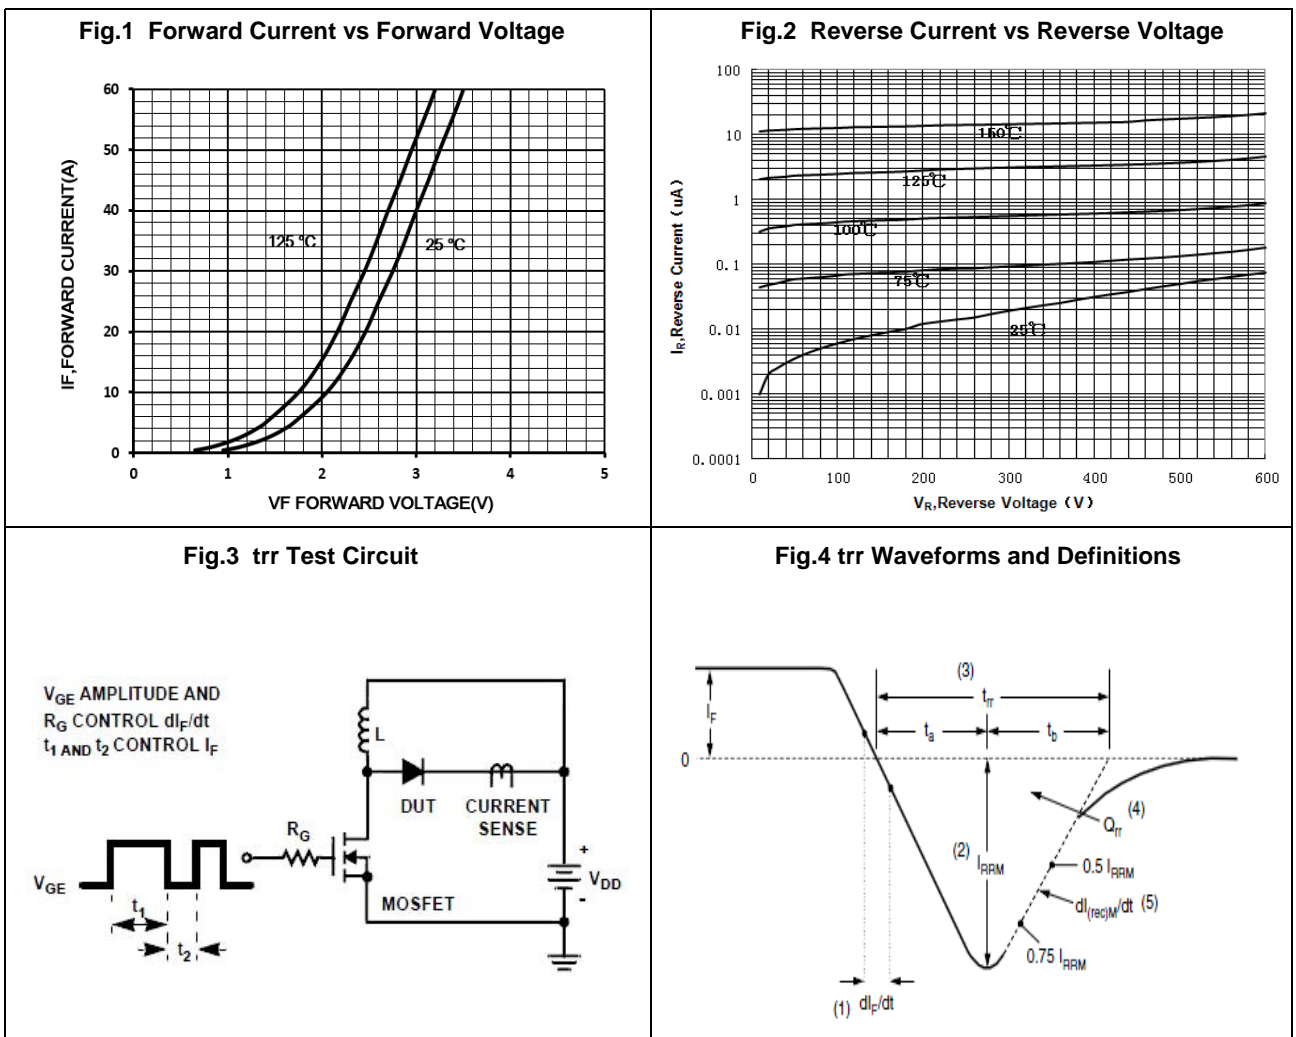 Fig.1 Forward Current vs Forward Voltage
60
50
40
30
20
10
0
IF,FORWARD CURRENT(A)
125 ºC
25 ºC
0 1 2 3 4 5
VF FORWARD VOLTAGE(V)
Fig.2 Reverse Current vs Reverse Voltage
100
10
1
0.1
0.01
0.001
0.0001
IR,Reverse Current (uA)
150℃
125℃
100℃
75℃
25℃
0 100 200 300 400 500 600
VR,Reverse Voltage (V)
Fig.3 trr Test Circuit
VGE AMPLITUDE AND
RG CONTROL dIF/dt
t1 AND t2 CONTROL IF
L
DUT
CURRENT
SENSE
RG
+
VDD
-
VGE
MOSFET
t1
t2
Fig.4 trr Waveforms and Definitions
(3)
trr
IF
ta
tb
0
(4)
Qrr
(2) IRRM
0.5 IRRM
dI(rec)M/dt (5)
0.75 IRRM
(1) dIF/dt